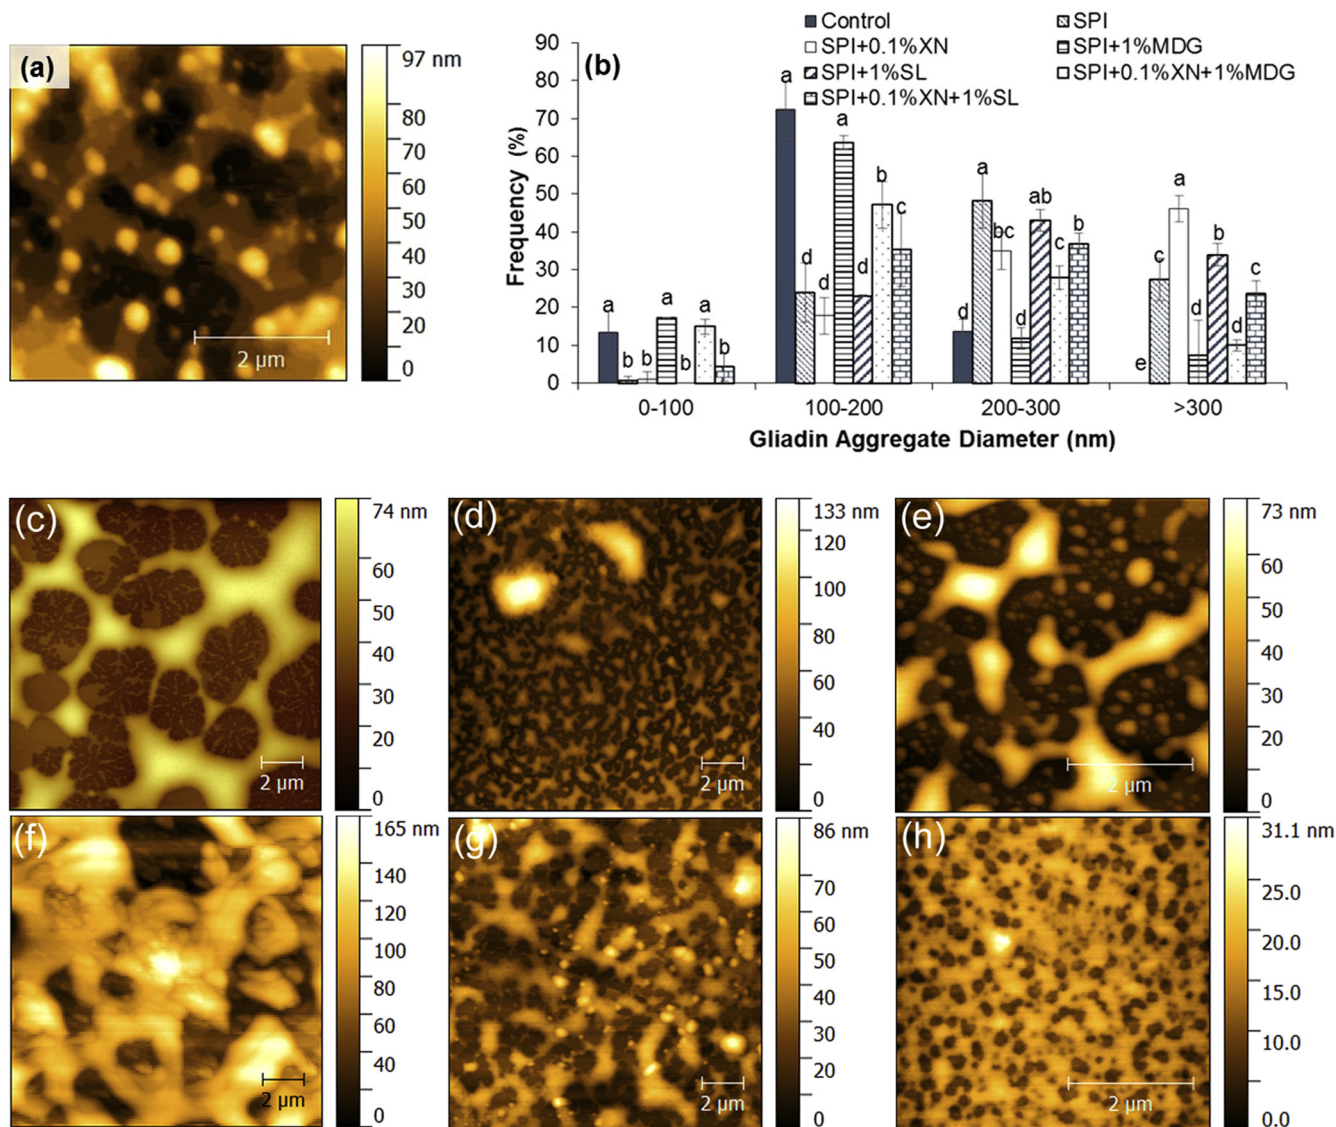 (a)
97 nm
80
70
60
50
40
30
20
0
2 µm
(b)
Control
SPI
SPI+0.1%XN
SPI+1%MDG
SPI+1%SL
SPI+0.1%XN+1%MDG
SPI+0.1%XN+1%SL
Frequency (%)
90
80
70
60
50
40
30
20
10
0
a b b a b a b
a d d a d b c
d a bc d ab c b
e c a d b d c
0-100 100-200 200-300 >300
Gliadin Aggregate Diameter (nm)
(c)
74 nm
60
50
40
30
20
0
2 µm
(d)
133 nm
120
100
80
60
40
0
2 µm
(e)
73 nm
60
50
40
30
20
0
2 µm
(f)
165 nm
140
120
100
80
60
40
0
2 µm
(g)
86 nm
70
60
50
40
30
20
0
2 µm
(h)
31.1 nm
25.0
20.0
15.0
10.0
0.0
2 µm